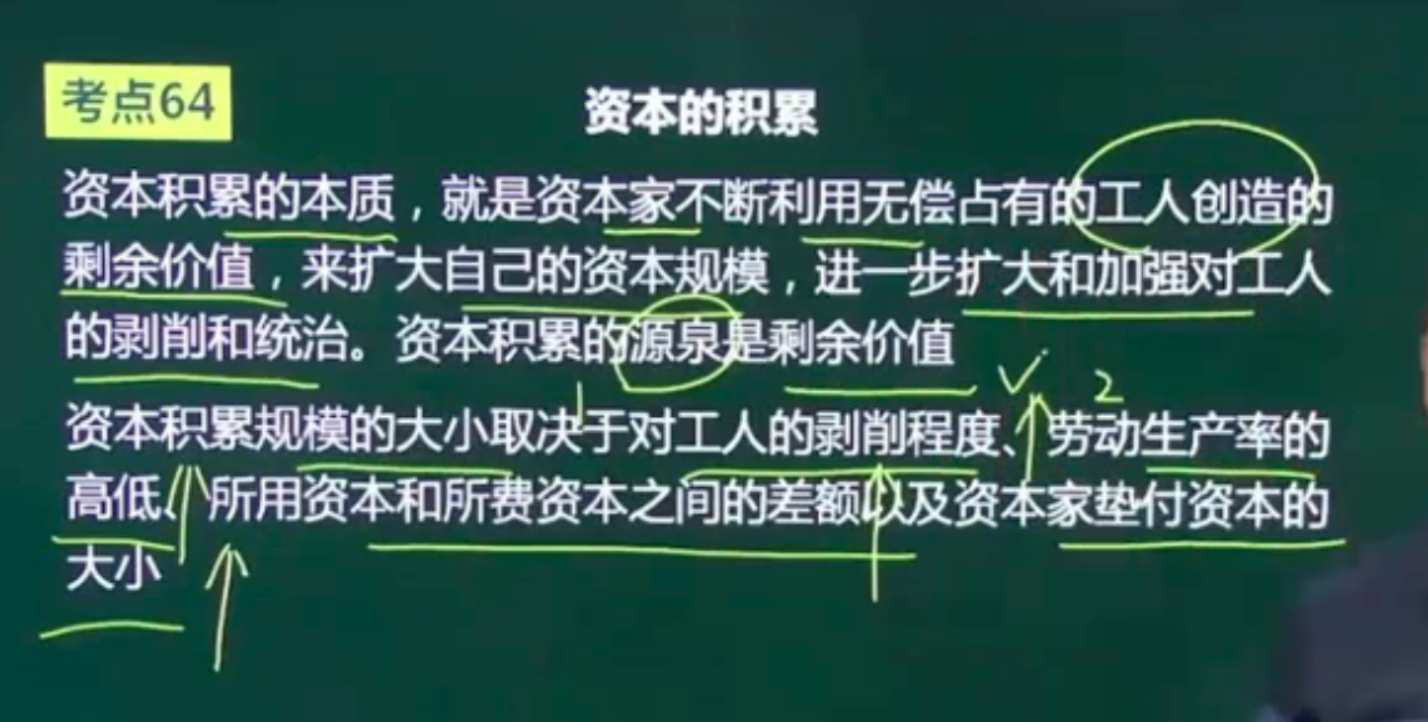 考点64
资本的积累
资本积累的本质，就是资本家不断利用无偿占有的工人创造的
剩余价值，来扩大自己的资本规模，进一步扩大和加强对工人
的剥削和统治。资本积累的源泉是剩余价值
1 2
资本积累规模的大小取决于对工人的剥削程度、劳动生产率的
高低、所用资本和所费资本之间的差额以及资本家垫付资本的
大小